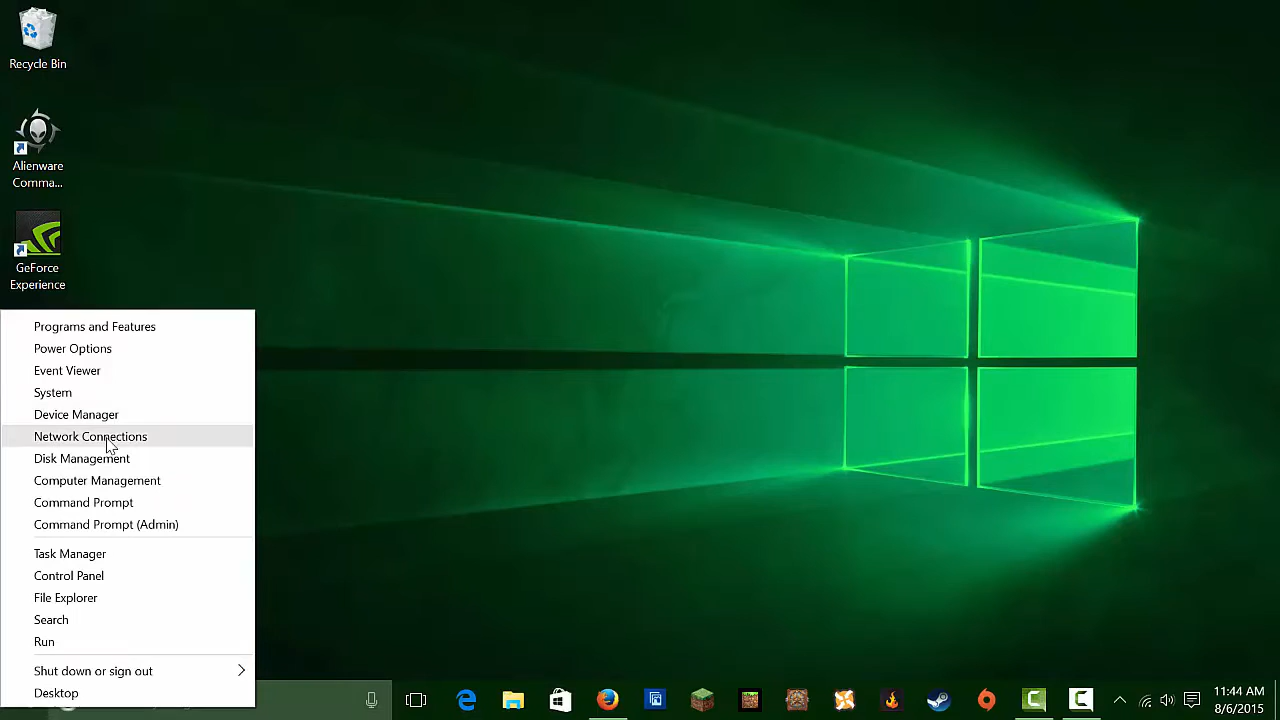 Recycle Bin
Alienware
Comma...
GeForce
Experience
Programs and Features
Power Options
Event Viewer
System
Device Manager
Network Connections
Disk Management
Computer Management
Command Prompt
Command Prompt (Admin)
Task Manager
Control Panel
File Explorer
Search
Run
Shut down or sign out
Desktop
11:44 AM
8/6/2015